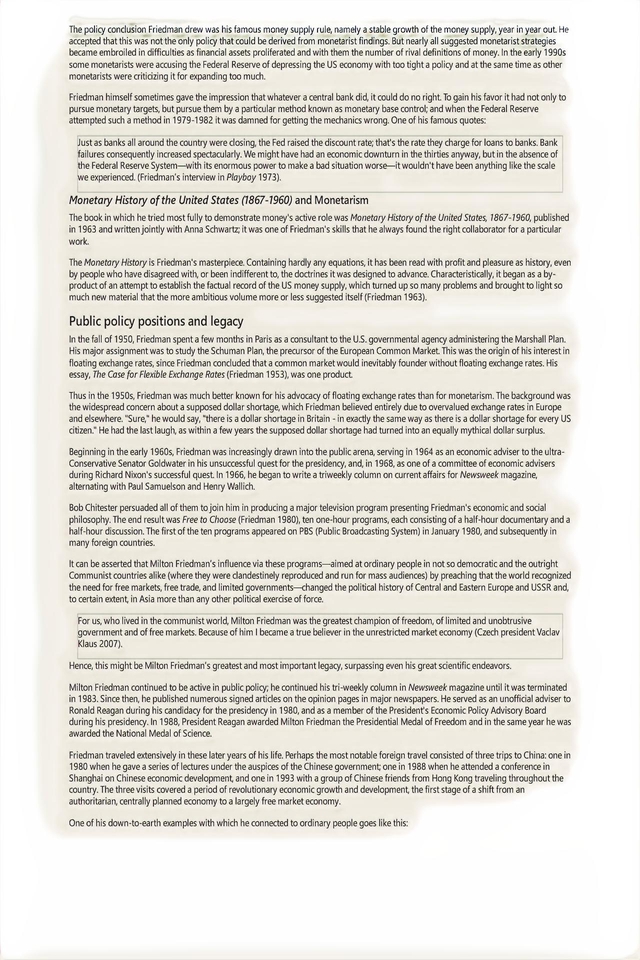 The policy conclusion Friedman drew was his famous money supply rule, namely a stable growth of the money supply, year in year out. He
accepted that this was not the only policy that could be derived from monetarist findings. But nearly all suggested monetarist strategies
became embroiled in difficulties as financial assets proliferated and with them the number of rival definitions of money. In the early 1990s
some monetarists were accusing the Federal Reserve of depressing the US economy with too tight a policy and at the same time as other
monetarists were criticizing it for expanding too much.
Friedman himself sometimes gave the impression that whatever a central bank did, it could do no right. To gain his favor it had not only to
pursue monetary targets, but pursue them by a particular method known as monetary base control; and when the Federal Reserve
attempted such a method in 1979-1982 it was damned for getting the mechanics wrong. One of his famous quotes:
Just as banks all around the country were closing, the Fed raised the discount rate; that's the rate they charge for loans to banks. Bank
failures consequently increased spectacularly. We might have had an economic downturn in the thirties anyway, but in the absence of
the Federal Reserve System—with its enormous power to make a bad situation worse—it wouldn't have been anything like the scale
we experienced. (Friedman's interview in Playboy 1973).
Monetary History of the United States (1867-1960) and Monetarism
The book in which he tried most fully to demonstrate money's active role was Monetary History of the United States, 1867-1960, published
in 1963 and written jointly with Anna Schwartz; it was one of Friedman's skills that he always found the right collaborator for a particular
work.
The Monetary History is Friedman's masterpiece. Containing hardly any equations, it has been read with profit and pleasure as history, even
by people who have disagreed with, or been indifferent to, the doctrines it was designed to advance. Characteristically, it began as a by-
product of an attempt to establish the factual record of the US money supply, which turned up so many problems and brought to light so
much new material that the more ambitious volume more or less suggested itself (Friedman 1963).
Public policy positions and legacy
In the fall of 1950, Friedman spent a few months in Paris as a consultant to the U.S. governmental agency administering the Marshall Plan.
His major assignment was to study the Schuman Plan, the precursor of the European Common Market. This was the origin of his interest in
floating exchange rates, since Friedman concluded that a common market would inevitably founder without floating exchange rates. His
essay, The Case for Flexible Exchange Rates (Friedman 1953), was one product.
Thus in the 1950s, Friedman was much better known for his advocacy of floating exchange rates than for monetarism. The background was
the widespread concern about a supposed dollar shortage, which Friedman believed entirely due to overvalued exchange rates in Europe
and elsewhere. "Sure," he would say, "there is a dollar shortage in Britain - in exactly the same way as there is a dollar shortage for every US
citizen." He had the last laugh, as within a few years the supposed dollar shortage had turned into an equally mythical dollar surplus.
Beginning in the early 1960s, Friedman was increasingly drawn into the public arena, serving in 1964 as an economic adviser to the ultra-
Conservative Senator Goldwater in his unsuccessful quest for the presidency, and, in 1968, as one of a committee of economic advisers
during Richard Nixon's successful quest. In 1966, he began to write a triweekly column on current affairs for Newsweek magazine,
alternating with Paul Samuelson and Henry Wallich.
Bob Chitester persuaded all of them to join him in producing a major television program presenting Friedman's economic and social
philosophy. The end result was Free to Choose (Friedman 1980), ten one-hour programs, each consisting of a half-hour documentary and a
half-hour discussion. The first of the ten programs appeared on PBS (Public Broadcasting System) in January 1980, and subsequently in
many foreign countries.
It can be asserted that Milton Friedman's influence via these programs—aimed at ordinary people in not so democratic and the outright
Communist countries alike (where they were clandestinely reproduced and run for mass audiences) by preaching that the world recognized
the need for free markets, free trade, and limited governments—changed the political history of Central and Eastern Europe and USSR and,
to certain extent, in Asia more than any other political exercise of force.
For us, who lived in the communist world, Milton Friedman was the greatest champion of freedom, of limited and unobtrusive
government and of free markets. Because of him I became a true believer in the unrestricted market economy (Czech president Vaclav
Klaus 2007).
Hence, this might be Milton Friedman's greatest and most important legacy, surpassing even his great scientific endeavors.
Milton Friedman continued to be active in public policy; he continued his tri-weekly column in Newsweek magazine until it was terminated
in 1983. Since then, he published numerous signed articles on the opinion pages in major newspapers. He served as an unofficial adviser to
Ronald Reagan during his candidacy for the presidency in 1980, and as a member of the President's Economic Policy Advisory Board
during his presidency. In 1988, President Reagan awarded Milton Friedman the Presidential Medal of Freedom and in the same year he was
awarded the National Medal of Science.
Friedman traveled extensively in these later years of his life. Perhaps the most notable foreign travel consisted of three trips to China: one in
1980 when he gave a series of lectures under the auspices of the Chinese government; one in 1988 when he attended a conference in
Shanghai on Chinese economic development, and one in 1993 with a group of Chinese friends from Hong Kong traveling throughout the
country. The three visits covered a period of revolutionary economic growth and development, the first stage of a shift from an
authoritarian, centrally planned economy to a largely free market economy.
One of his down-to-earth examples with which he connected to ordinary people goes like this: